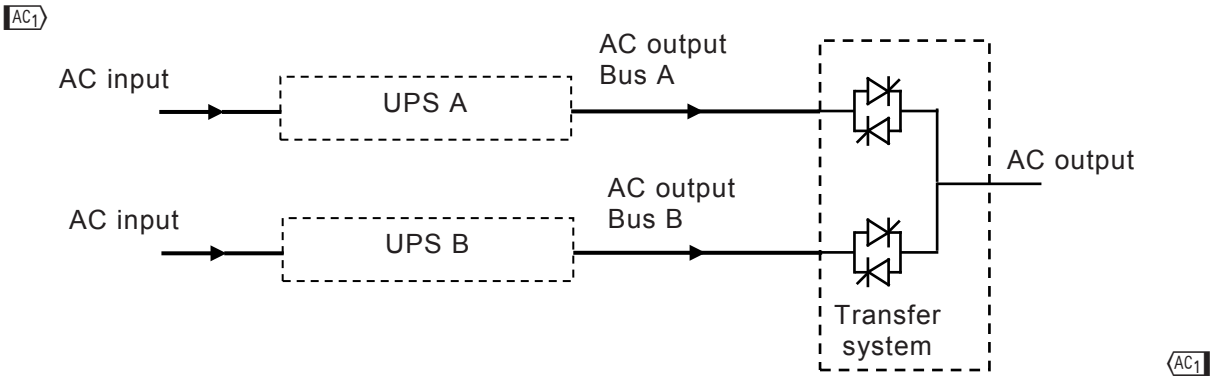 AC1
AC output
Bus A
AC input
UPS A
AC output
AC output
Bus B
AC input
UPS B
Transfer
system
AC1